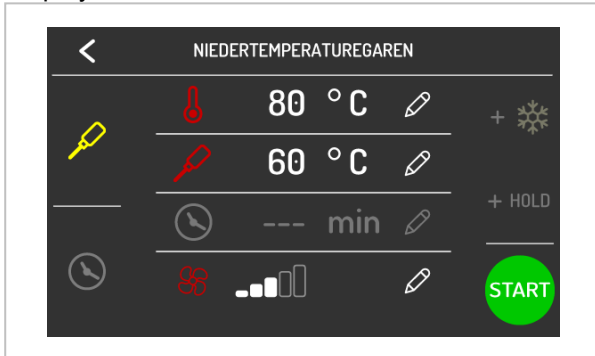 NIEDERTEMPERATUREGAREN
80 °C
60 °C
--- min
+
+ HOLD
START